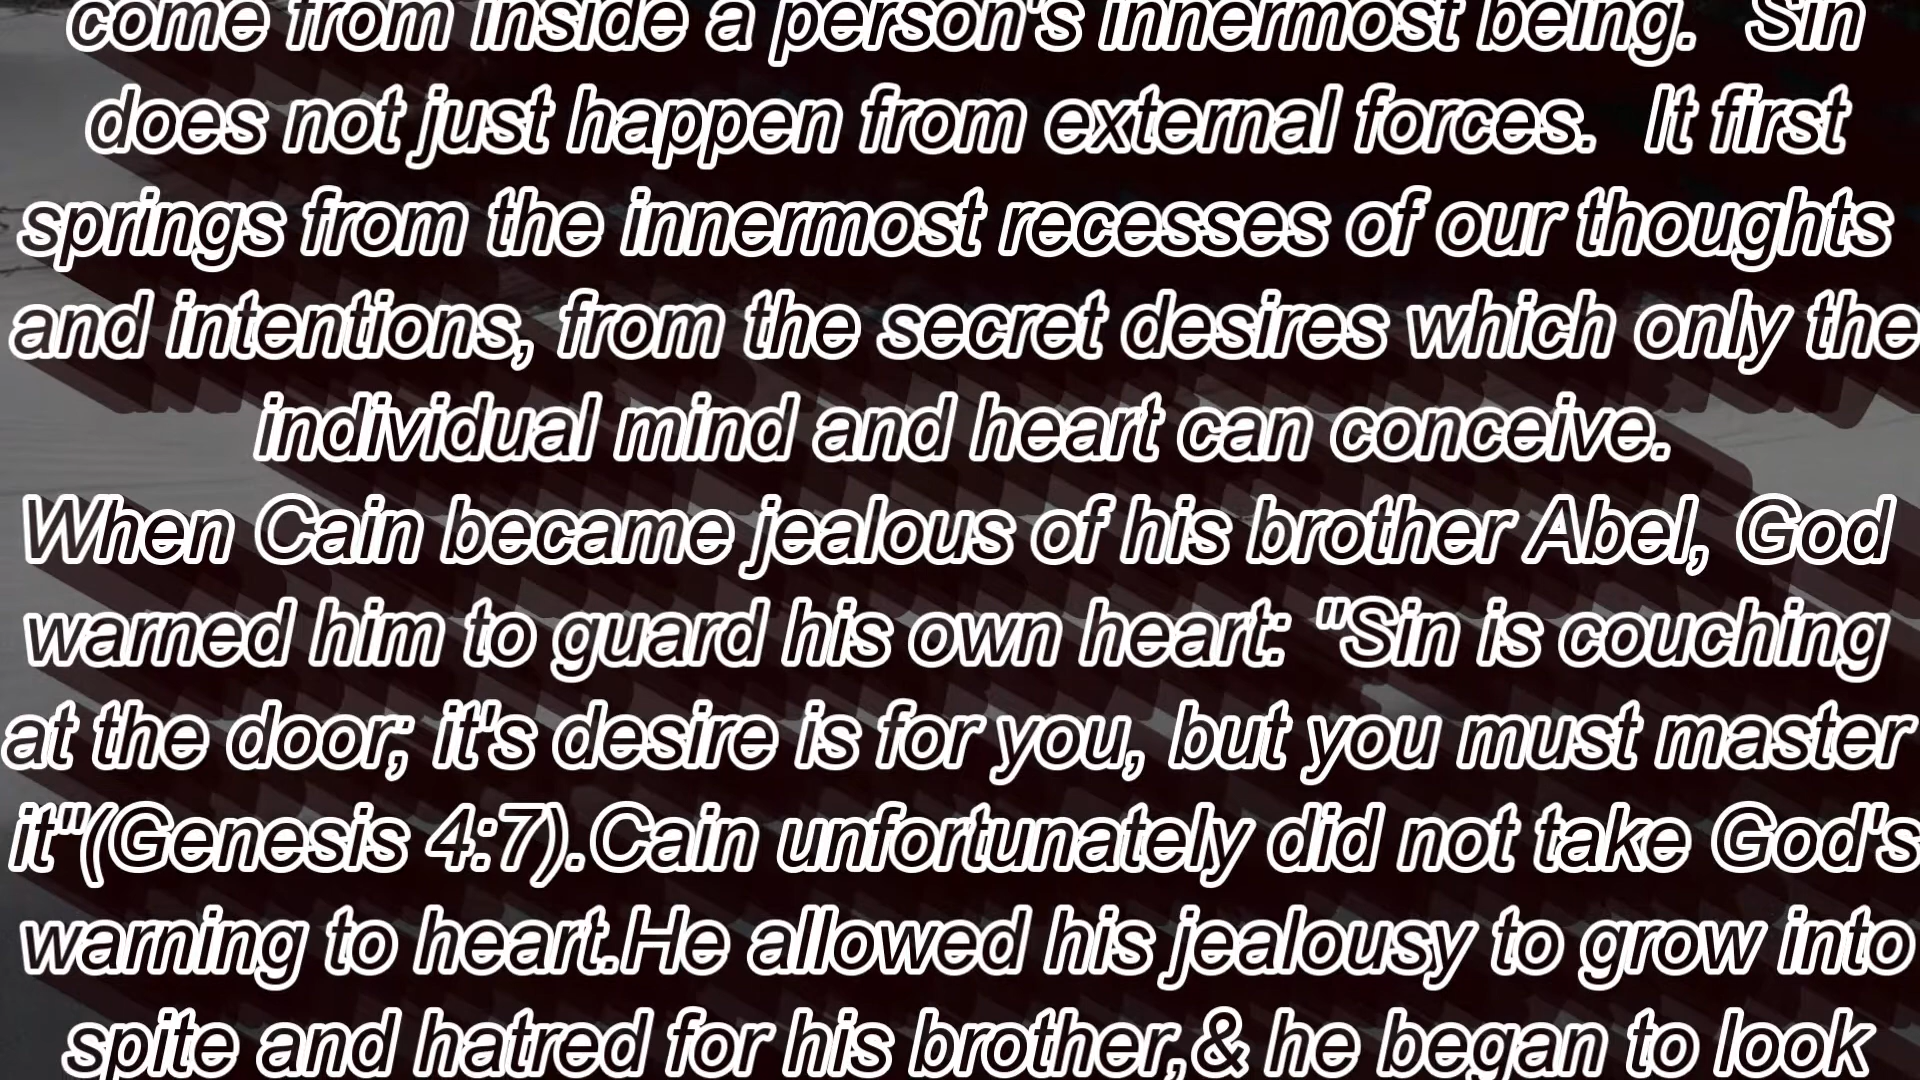 come from inside a person's innermost being. Sin
does not just happen from external forces. It first
springs from the innermost recesses of our thoughts
and intentions, from the secret desires which only the
individual mind and heart can conceive.
When Cain became jealous of his brother Abel, God
warned him to guard his own heart: "Sin is couching
at the door; it's desire is for you, but you must master
it"(Genesis 4:7).Cain unfortunately did not take God's
warning to heart.He allowed his jealousy to grow into
spite and hatred for his brother,& he began to look